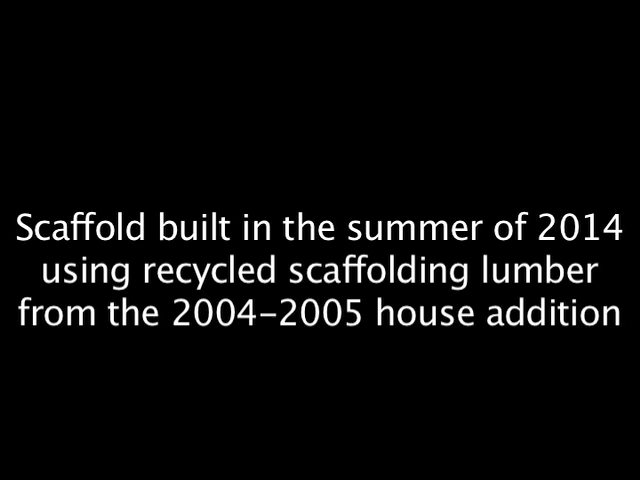 Scaffold built in the summer of 2014
using recycled scaffolding lumber
from the 2004–2005 house addition